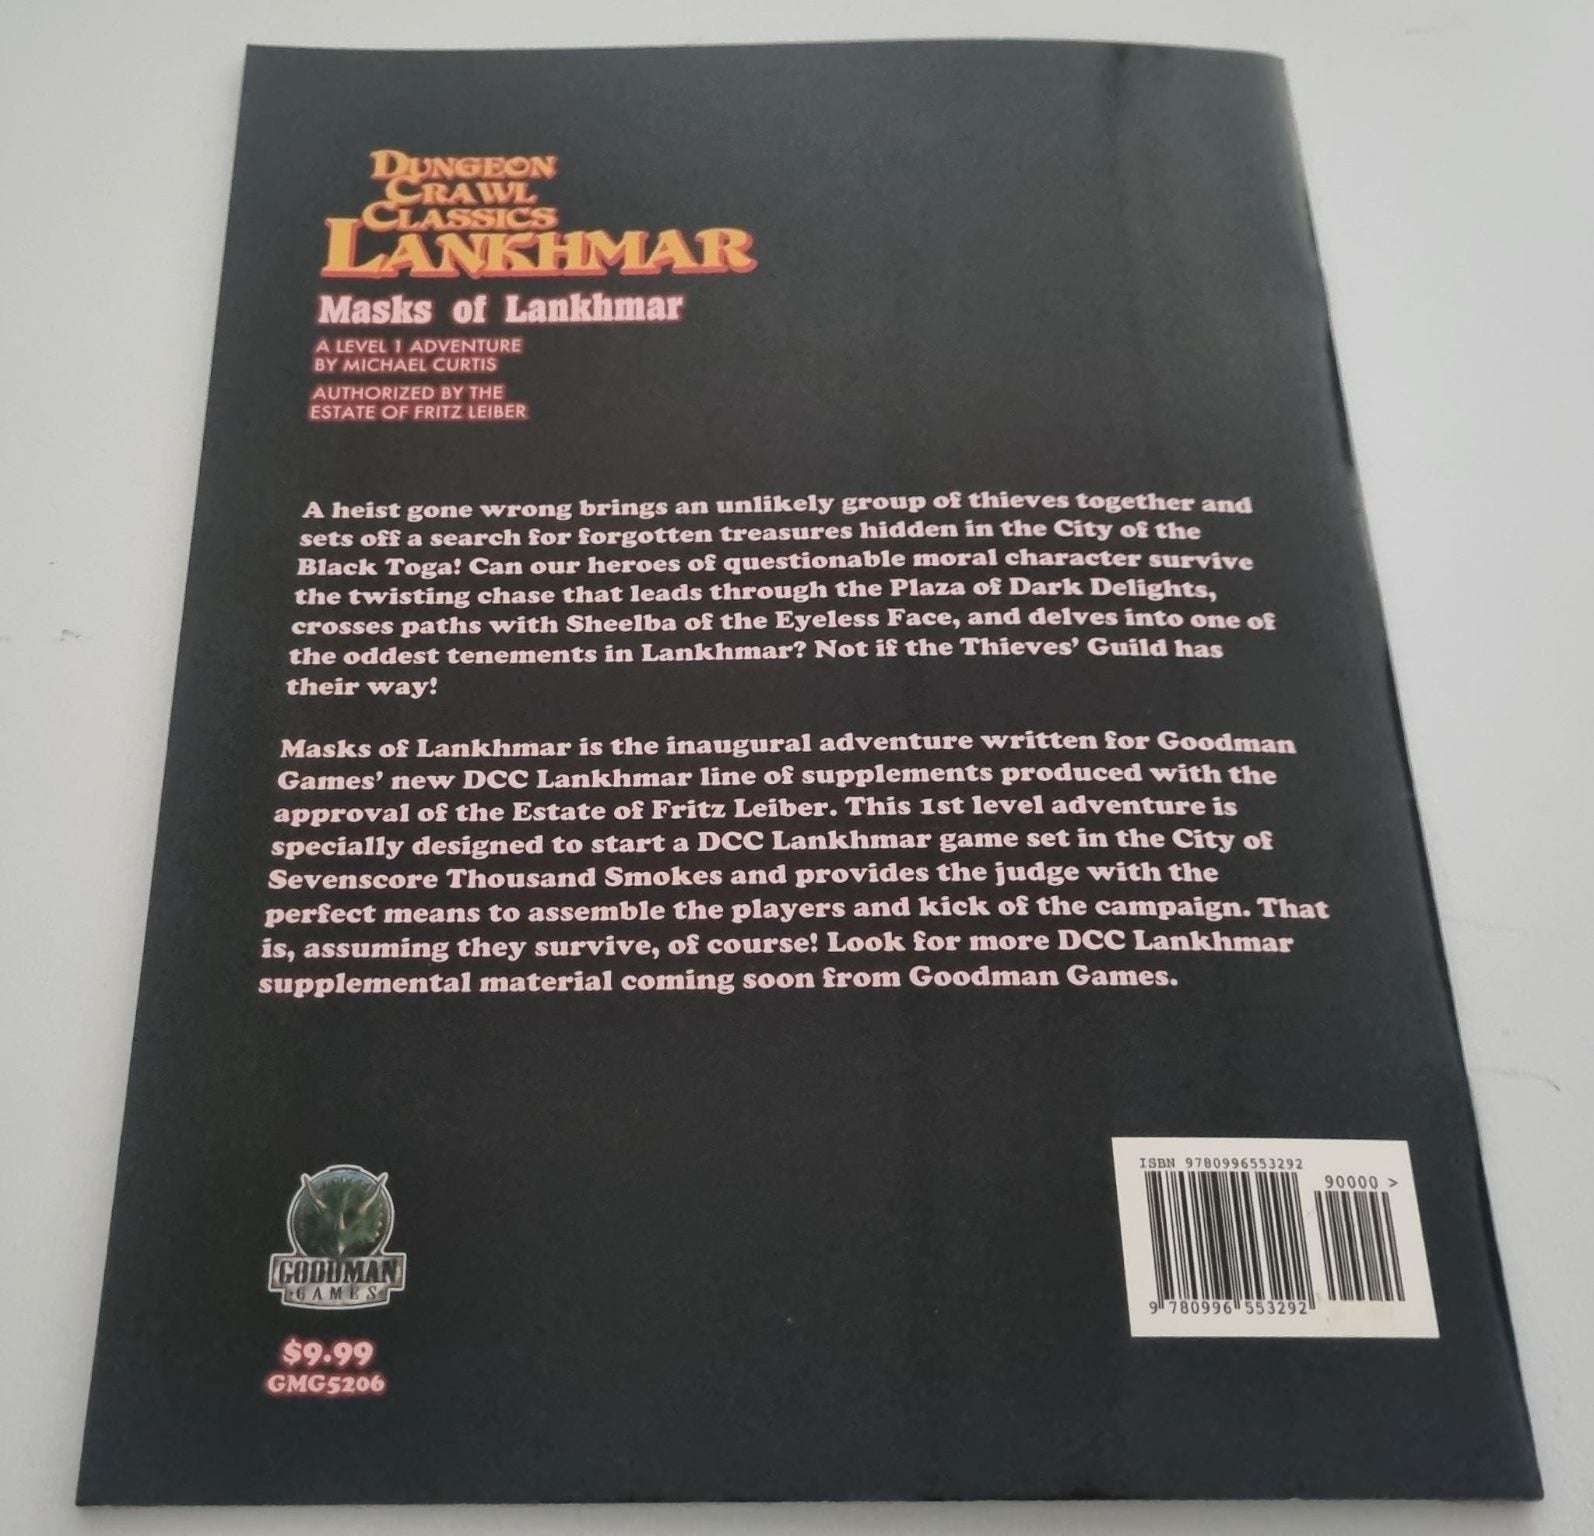 DUNGEON
CRAWL
CLASSICS
LANKHMAR
Masks of Lankhmar
A LEVEL 1 ADVENTURE
BY MICHAEL CURTIS
AUTHORIZED BY THE
ESTATE OF FRITZ LEIBER
A heist gone wrong brings an unlikely group of thieves together and
sets off a search for forgotten treasures hidden in the City of the
Black Toga! Can our heroes of questionable moral character survive
the twisting chase that leads through the Plaza of Dark Delights,
crosses paths with Sheelba of the Eyeless Face, and delves into one of
the oddest tenements in Lankhmar? Not if the Thieves' Guild has
their way!
Masks of Lankhmar is the inaugural adventure written for Goodman
Games' new DCC Lankhmar line of supplements produced with the
approval of the Estate of Fritz Leiber. This 1st level adventure is
specially designed to start a DCC Lankhmar game set in the City of
Sevenscore Thousand Smokes and provides the judge with the
perfect means to assemble the players and kick of the campaign. That
is, assuming they survive, of course! Look for more DCC Lankhmar
supplemental material coming soon from Goodman Games.
ISBN 9780996553292
90000 >
9 780996 553292
GOODMAN
GAMES
$9.99
GMG5206